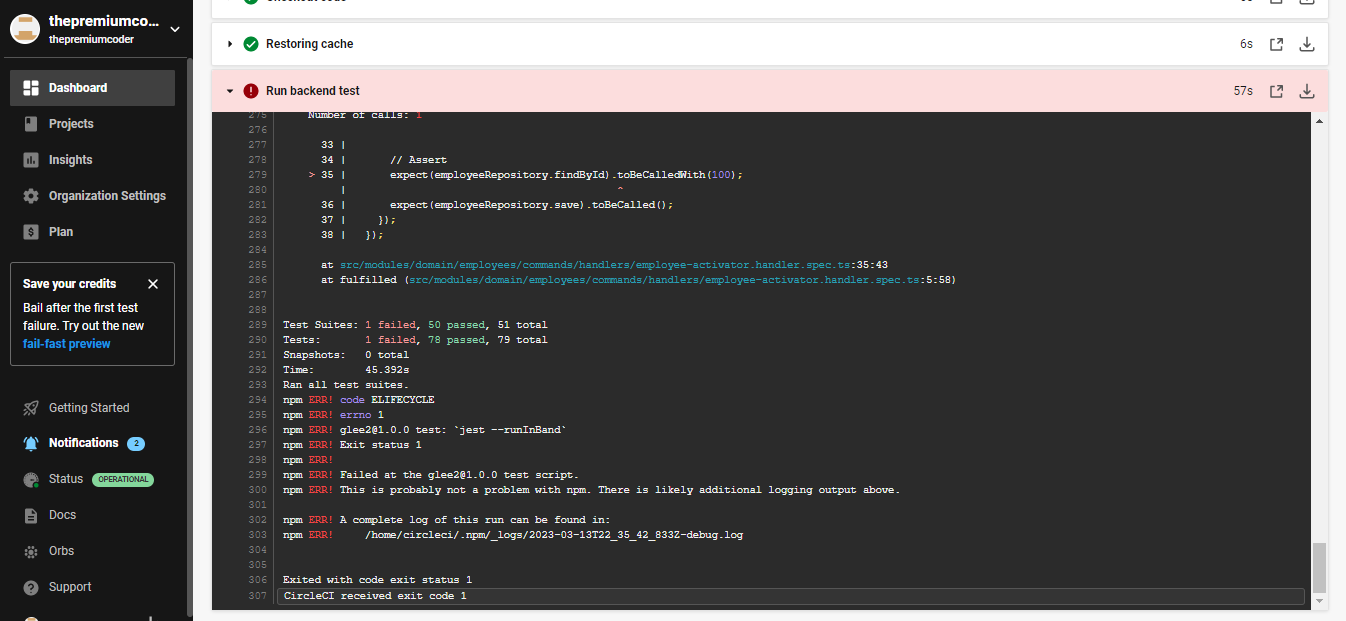 thepremiumco...
thepremiumcoder
Dashboard
Projects
Insights
Organization Settings
Plan
Save your credits
Bail after the first test
failure. Try out the new
fail-fast preview
Getting Started
Notifications 2
Status OPERATIONAL
Docs
Orbs
Support
Checkout code
Restoring cache 6s
Run backend test 57s
275 Number of calls: 1
276
277 33 |
278 34 | // Assert
279 > 35 | expect(employeeRepository.findById).toBeCalledWith(100);
280 | ^
281 36 | expect(employeeRepository.save).toBeCalled();
282 37 | });
283 38 | });
284
285 at src/modules/domain/employees/commands/handlers/employee-activator.handler.spec.ts:35:43
286 at fulfilled (src/modules/domain/employees/commands/handlers/employee-activator.handler.spec.ts:5:58)
287
288
289 Test Suites: 1 failed, 50 passed, 51 total
290 Tests: 1 failed, 78 passed, 79 total
291 Snapshots: 0 total
292 Time: 45.392s
293 Ran all test suites.
294 npm ERR! code ELIFECYCLE
295 npm ERR! errno 1
296 npm ERR! glee2@1.0.0 test: `jest --runInBand`
297 npm ERR! Exit status 1
298 npm ERR!
299 npm ERR! Failed at the glee2@1.0.0 test script.
300 npm ERR! This is probably not a problem with npm. There is likely additional logging output above.
301
302 npm ERR! A complete log of this run can be found in:
303 npm ERR! /home/circleci/.npm/_logs/2023-03-13T22_35_42_833Z-debug.log
304
305
306 Exited with code exit status 1
307 CircleCI received exit code 1